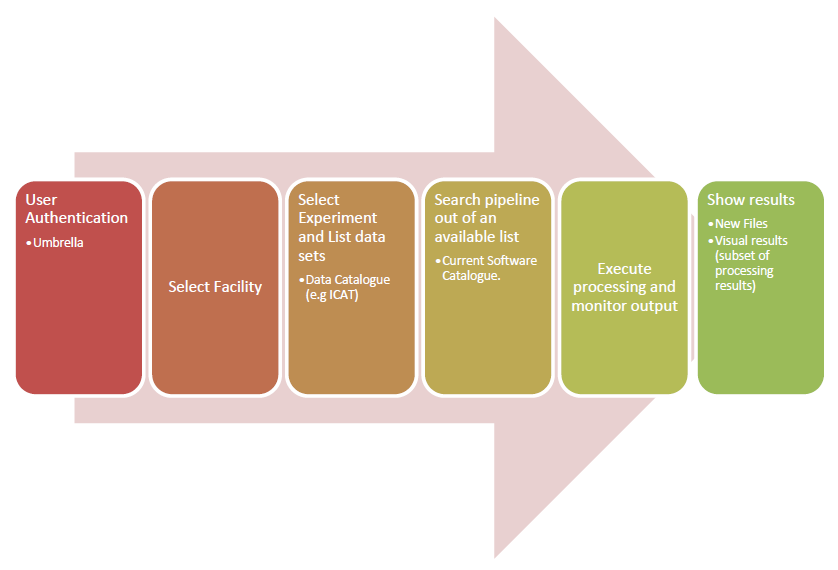 User
Authentication
•Umbrella
Select Facility
Select
Experiment
and List data
sets
•Data Catalogue
(e.g ICAT)
Search pipeline
out of an
available list
•Current Software
Catalogue.
Execute
processing and
monitor output
Show results
•New Files
•Visual results
(subset of
processing
results)